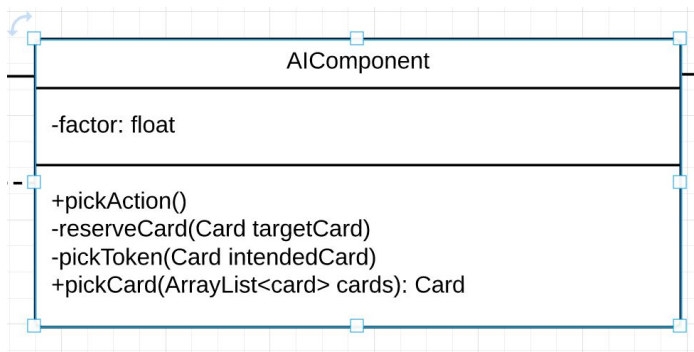 AIComponent
-factor: float
+pickAction()
-reserveCard(Card targetCard)
-pickToken(Card intendedCard)
+pickCard(ArrayList<card> cards): Card